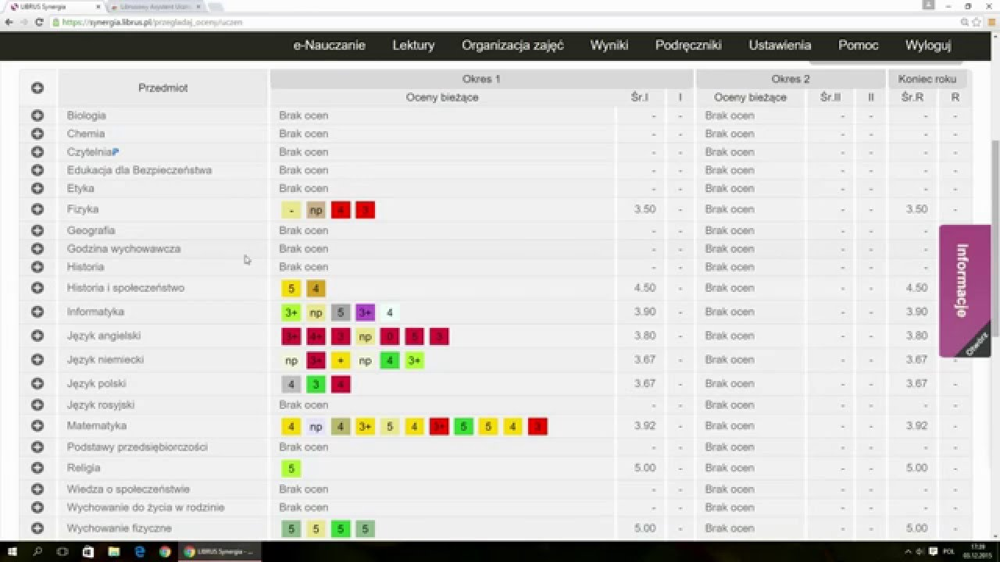 LIBRUS Synergia
https://synergia.librus.pl/przegladaj_oceny/uczen
e-Nauczanie Lektury Organizacja zajęć Wyniki Podręczniki Ustawienia Pomoc Wyloguj
Przedmiot Okres 1 Okres 2 Koniec roku
Oceny bieżące Śr.I I Oceny bieżące Śr.II II Śr.R R
Biologia Brak ocen - - Brak ocen - - - -
Chemia Brak ocen - - Brak ocen - - - -
Czytelnia Brak ocen - - Brak ocen - - - -
Edukacja dla Bezpieczeństwa Brak ocen - - Brak ocen - - - -
Etyka Brak ocen - - Brak ocen - - - -
Fizyka - np 4 3 3.50 - Brak ocen - - 3.50 -
Geografia Brak ocen - - Brak ocen - - - -
Godzina wychowawcza Brak ocen - - Brak ocen - - - -
Historia Brak ocen - - Brak ocen - - - -
Historia i społeczeństwo 5 4 4.50 - Brak ocen - - 4.50 -
Informatyka 3+ np 5 3+ 4 3.90 - Brak ocen - - 3.90 -
Język angielski 3+ 4+ 3 np 5 3 3.80 - Brak ocen - - 3.80 -
Język niemiecki np 3+ + np 4 3+ 3.67 - Brak ocen - - 3.67 -
Język polski 4 3 4 3.67 - Brak ocen - - 3.67 -
Język rosyjski Brak ocen - - Brak ocen - - - -
Matematyka 4 np 4 3+ 5 4 3+ 5 5 4 3 3.92 - Brak ocen - - 3.92 -
Podstawy przedsiębiorczości Brak ocen - - Brak ocen - - - -
Religia 5 5.00 - Brak ocen - - 5.00 -
Wiedza o społeczeństwie Brak ocen - - Brak ocen - - - -
Wychowanie do życia w rodzinie Brak ocen - - Brak ocen - - - -
Wychowanie fizyczne 5 5 5 5 5.00 - Brak ocen - - 5.00 -
Informacje
Otwórz
LIBRUS Synergia - ...
POL
17:39
03.12.2015